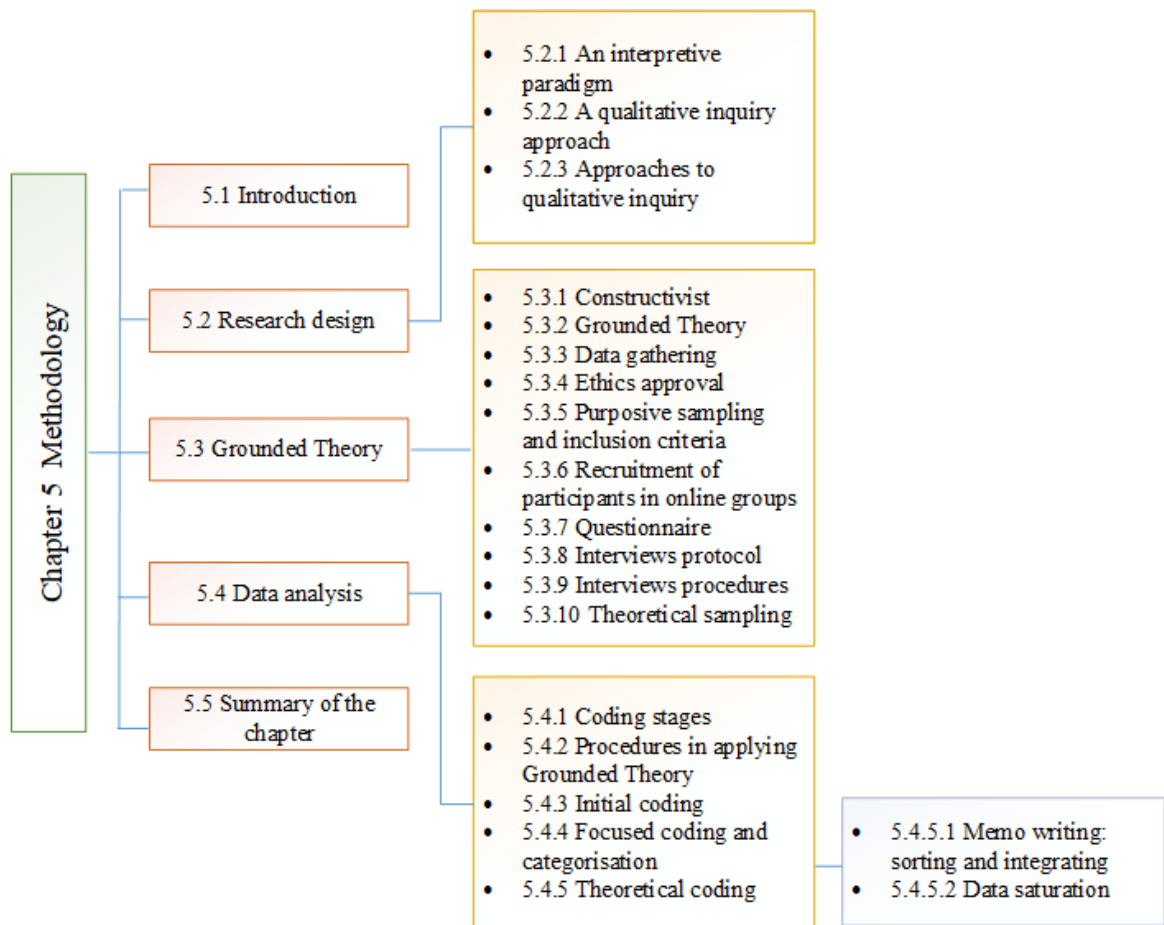 Chapter 5 Methodology
5.1 Introduction
5.2 Research design
5.3 Grounded Theory
5.4 Data analysis
5.5 Summary of the
chapter
• 5.2.1 An interpretive
paradigm
• 5.2.2 A qualitative inquiry
approach
• 5.2.3 Approaches to
qualitative inquiry
• 5.3.1 Constructivist
• 5.3.2 Grounded Theory
• 5.3.3 Data gathering
• 5.3.4 Ethics approval
• 5.3.5 Purposive sampling
and inclusion criteria
• 5.3.6 Recruitment of
participants in online groups
• 5.3.7 Questionnaire
• 5.3.8 Interviews protocol
• 5.3.9 Interviews procedures
• 5.3.10 Theoretical sampling
• 5.4.1 Coding stages
• 5.4.2 Procedures in applying
Grounded Theory
• 5.4.3 Initial coding
• 5.4.4 Focused coding and
categorisation
• 5.4.5 Theoretical coding
• 5.4.5.1 Memo writing:
sorting and integrating
• 5.4.5.2 Data saturation